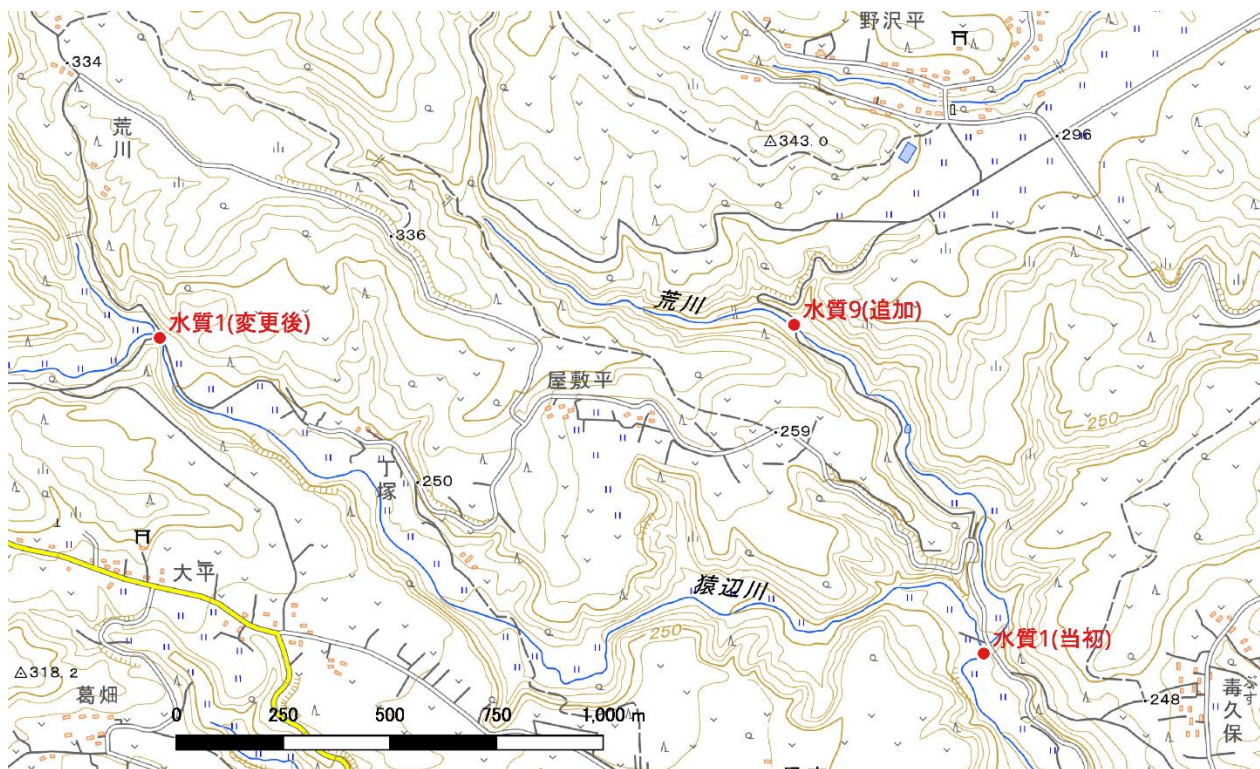 野沢平
334
荒川
△343.0
296
336
荒川
水質9(追加)
水質1(変更後)
屋敷平
259
250
250
丁塚
大平
猿辺川
250
水質1(当初)
△318.2
葛畑
248
毒久保
0 250 500 750 1,000 m